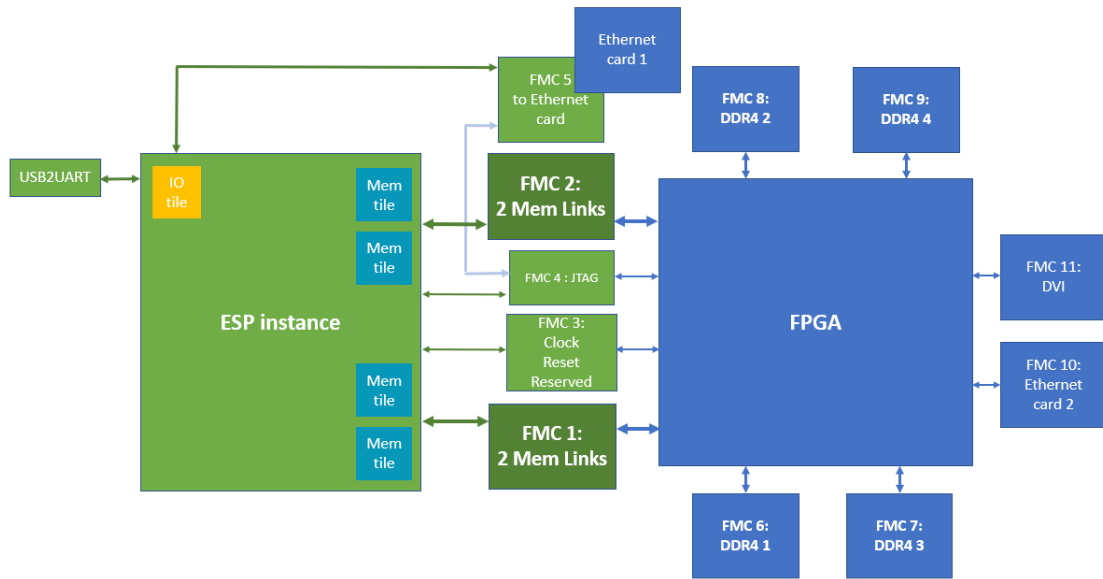 Ethernet
card 1
FMC 5
to Ethernet
card
FMC 8:
DDR4 2
FMC 9:
DDR4 4
USB2UART
IO
tile
Mem
tile
Mem
tile
FMC 2:
2 Mem Links
FMC 4 : JTAG
ESP instance
FMC 3:
Clock
Reset
Reserved
FPGA
FMC 11:
DVI
FMC 10:
Ethernet
card 2
Mem
tile
Mem
tile
FMC 1:
2 Mem Links
FMC 6:
DDR4 1
FMC 7:
DDR4 3